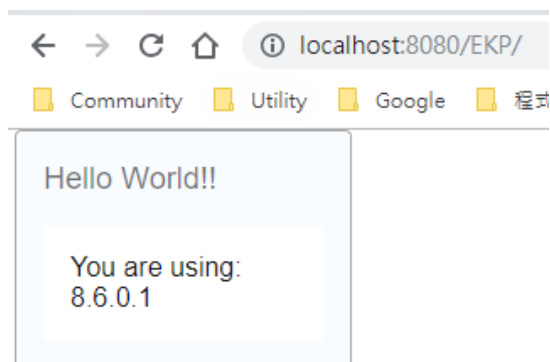 localhost:8080/EKP/
Community Utility Google 程式
Hello World!!
You are using:
8.6.0.1